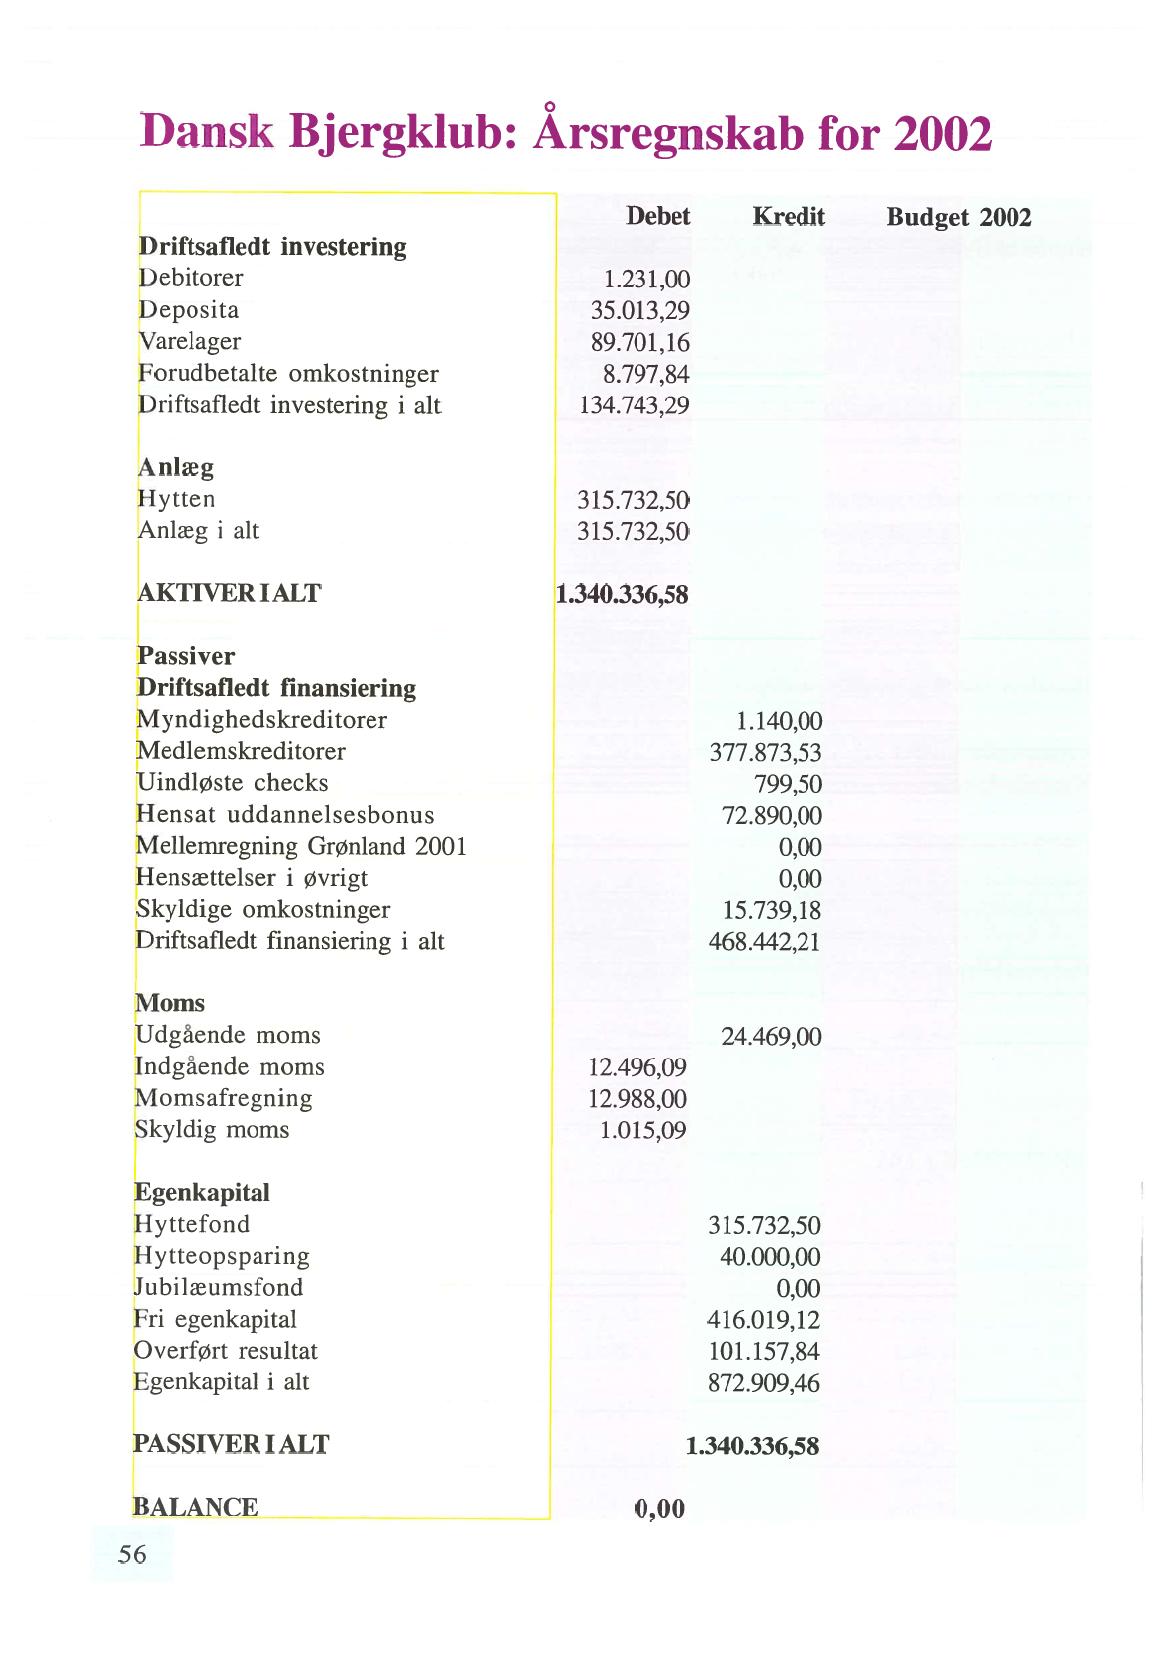 Dansk Bjergklub: Årsregnskab for 2002
Debet Kredit Budget 2002
Driftsafledt investering
Debitorer 1.231,00
Deposita 35.013,29
Varelager 89.701,16
Forudbetalte omkostninger 8.797,84
Driftsafledt investering i alt 134.743,29
Anlæg
Hytten 315.732,50
Anlæg i alt 315.732,50
AKTIVER I ALT 1.340.336,58
Passiver
Driftsafledt finansiering
Myndighedskreditorer 1.140,00
Medlemskreditorer 377.873,53
Uindløste checks 799,50
Hensat uddannelsesbonus 72.890,00
Mellemregning Grønland 2001 0,00
Hensættelser i øvrigt 0,00
Skyldige omkostninger 15.739,18
Driftsafledt finansiering i alt 468.442,21
Moms
Udgående moms 24.469,00
Indgående moms 12.496,09
Momsafregning 12.988,00
Skyldig moms 1.015,09
Egenkapital
Hyttefond 315.732,50
Hytteopsparing 40.000,00
Jubilæumsfond 0,00
Fri egenkapital 416.019,12
Overført resultat 101.157,84
Egenkapital i alt 872.909,46
PASSIVER I ALT 1.340.336,58
BALANCE 0,00
56